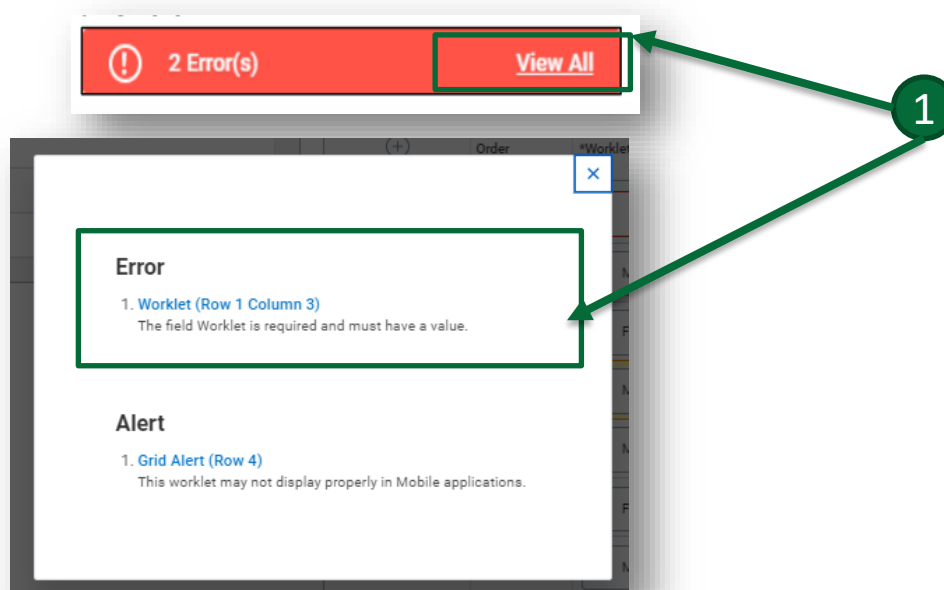 2 Error(s) View All
1
(+) Order *Worklet
×
Error
1. Worklet (Row 1 Column 3)
The field Worklet is required and must have a value.
Alert
1. Grid Alert (Row 4)
This worklet may not display properly in Mobile applications.